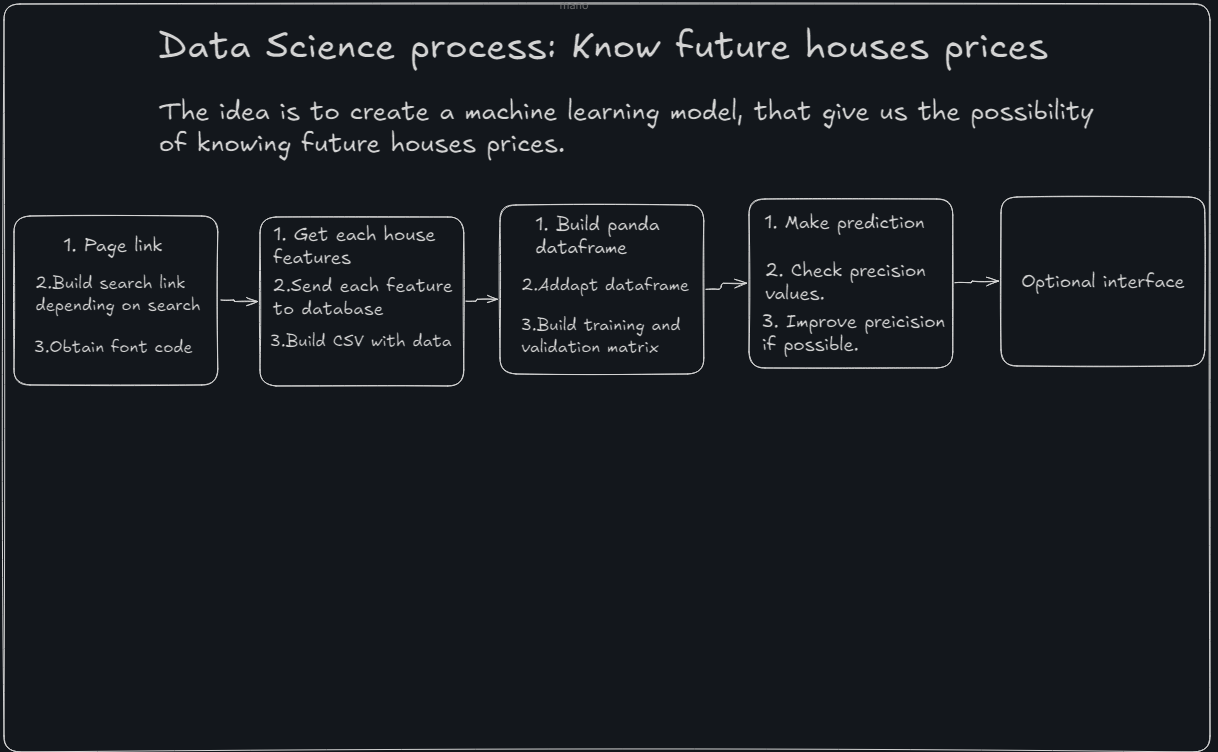 mano
Data Science process: Know future houses prices
The idea is to create a machine learning model, that give us the possibility
of knowing future houses prices.
1. Page link
2.Build search link
depending on search
3.Obtain font code
1. Get each house
features
2.Send each feature
to database
3.Build CSV with data
1. Build panda
dataframe
2.Addapt dataframe
3.Build training and
validation matrix
1. Make prediction
2. Check precision
values.
3. Improve preicision
if possible.
Optional interface